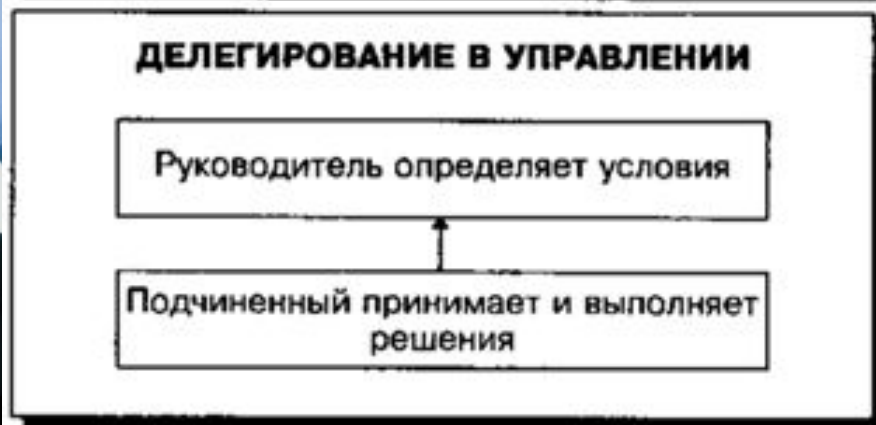 ДЕЛЕГИРОВАНИЕ В УПРАВЛЕНИИ
Руководитель определяет условия
Подчиненный принимает и выполняет
решения